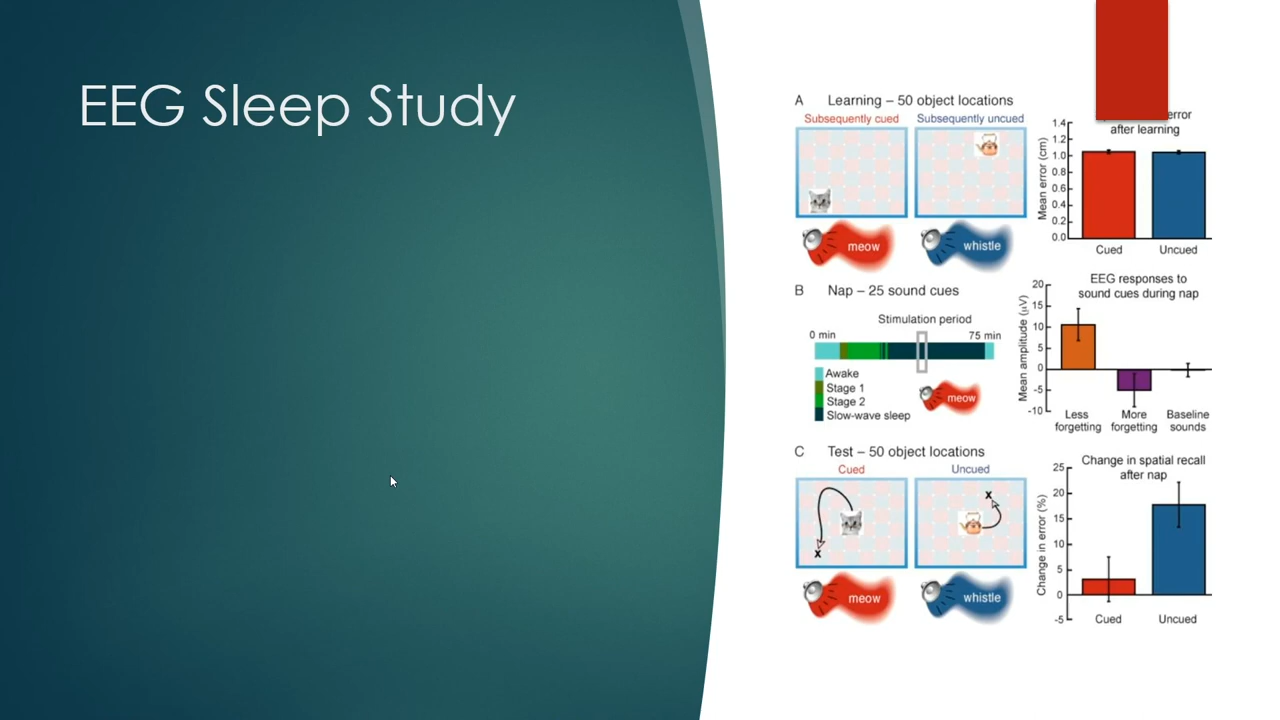 EEG Sleep Study
A Learning – 50 object locations
Subsequently cued
Subsequently uncued
meow
whistle
error
after learning
Mean error (cm)
1.4
1.2
1.0
0.8
0.6
0.4
0.2
0.0
Cued
Uncued
B Nap – 25 sound cues
Stimulation period
0 min
75 min
Awake
Stage 1
Stage 2
Slow-wave sleep
meow
EEG responses to
sound cues during nap
Mean amplitude (µV)
20
15
10
5
0
-5
-10
Less
forgetting
More
forgetting
Baseline
sounds
C Test – 50 object locations
Cued
Uncued
x
x
meow
whistle
Change in spatial recall
after nap
Change in error (%)
25
20
15
10
5
0
-5
Cued
Uncued